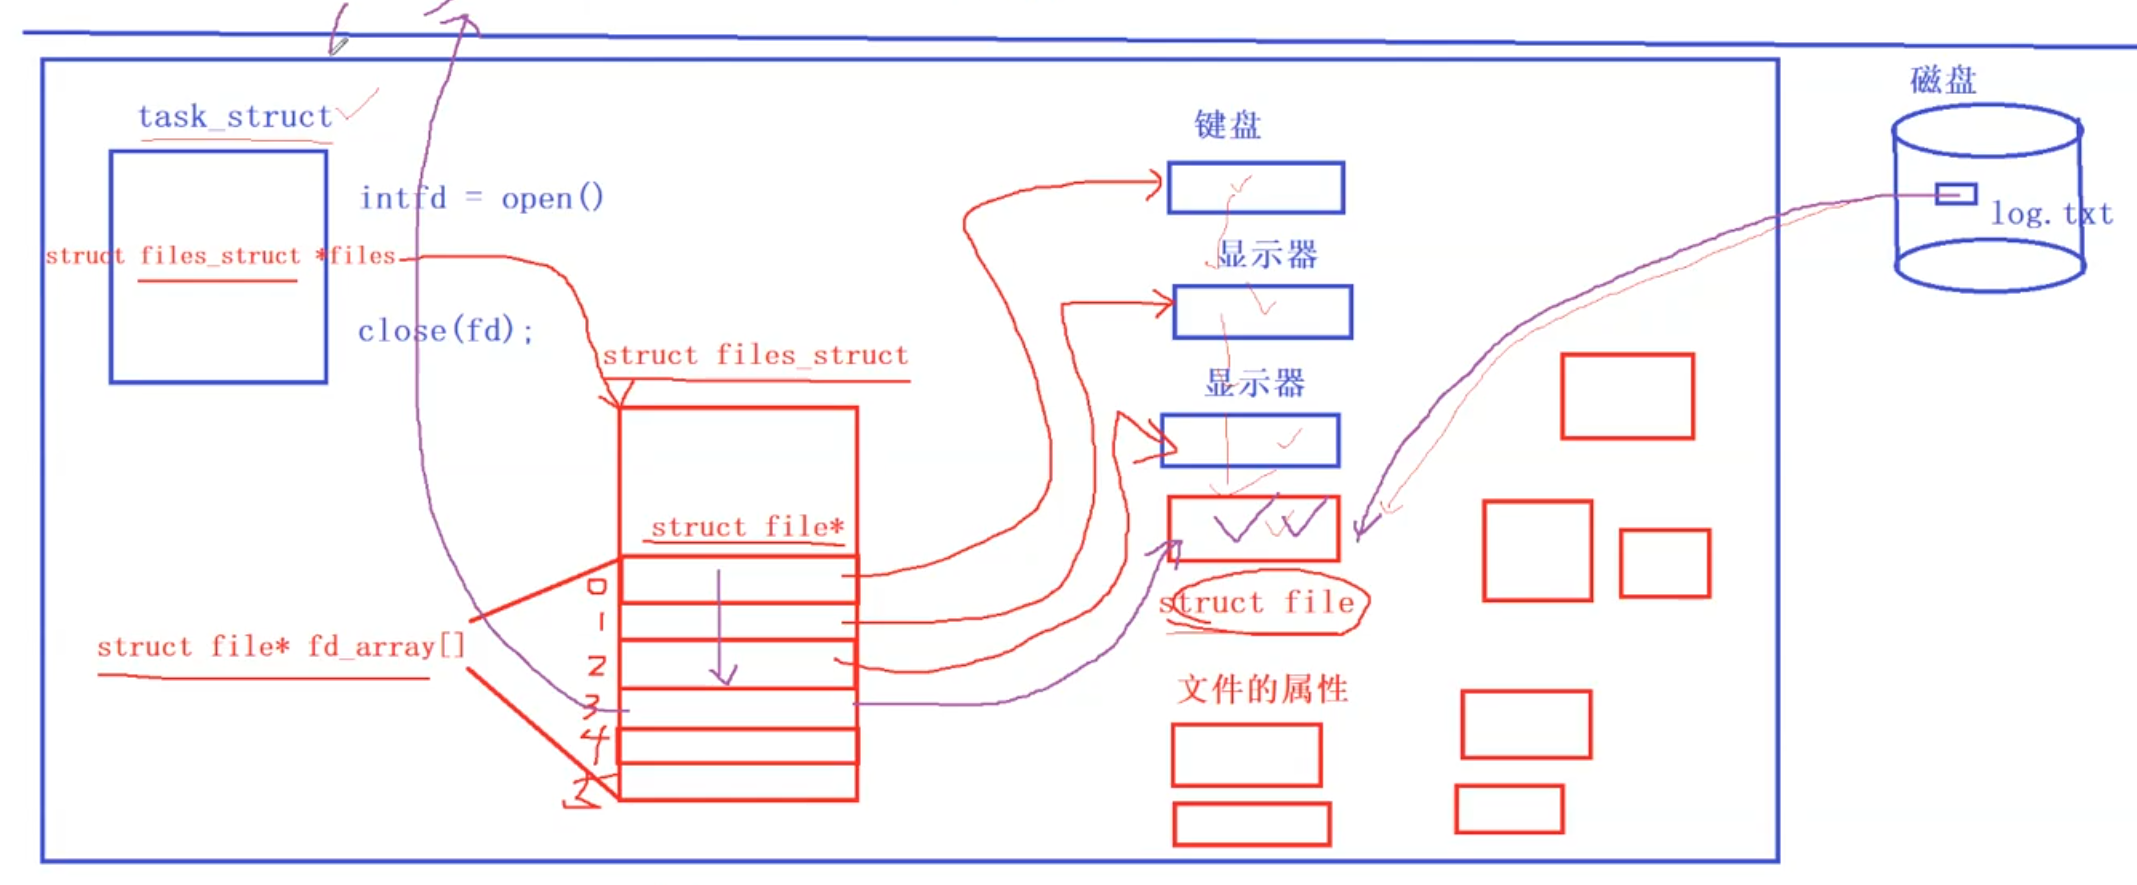 task_struct
intfd = open()
struct files_struct *files
close(fd);
struct files_struct
struct file*
0
1
2
3
4
5
struct file* fd_array[]
键盘
显示器
显示器
struct file
文件的属性
磁盘
log.txt